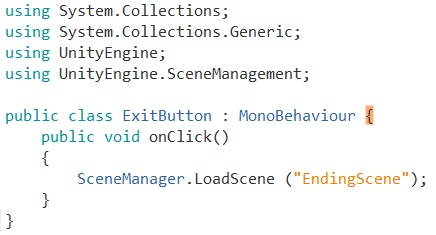 using System.Collections;
using System.Collections.Generic;
using UnityEngine;
using UnityEngine.SceneManagement;

public class ExitButton : MonoBehaviour {
    public void onClick()
    {
        SceneManager.LoadScene ("EndingScene");
    }
}